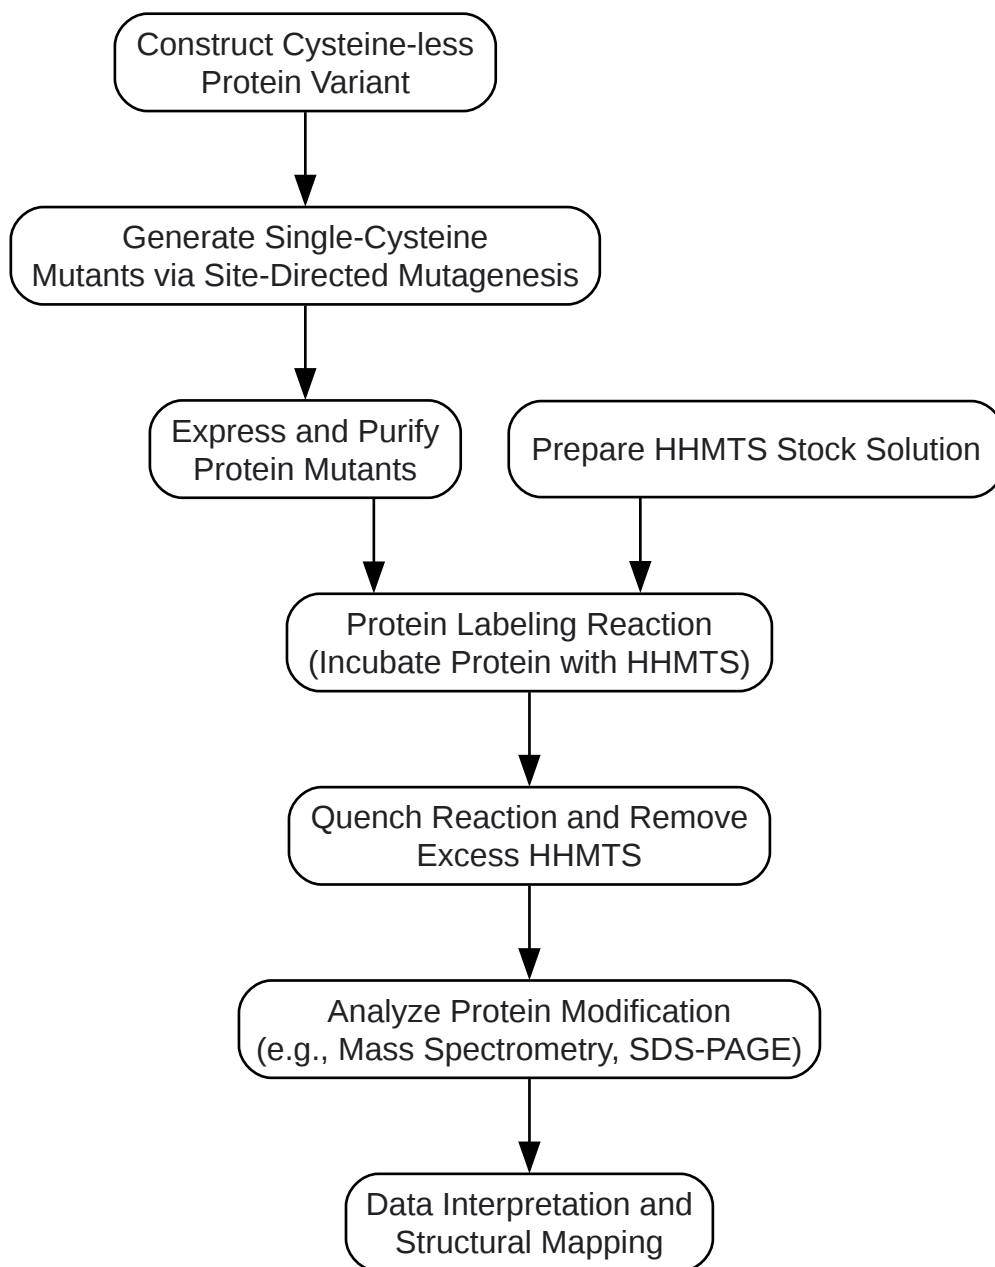 Construct Cysteine-less
Protein Variant
Generate Single-Cysteine
Mutants via Site-Directed Mutagenesis
Express and Purify
Protein Mutants
Prepare HHMTS Stock Solution
Protein Labeling Reaction
(Incubate Protein with HHMTS)
Quench Reaction and Remove
Excess HHMTS
Analyze Protein Modification
(e.g., Mass Spectrometry, SDS-PAGE)
Data Interpretation and
Structural Mapping